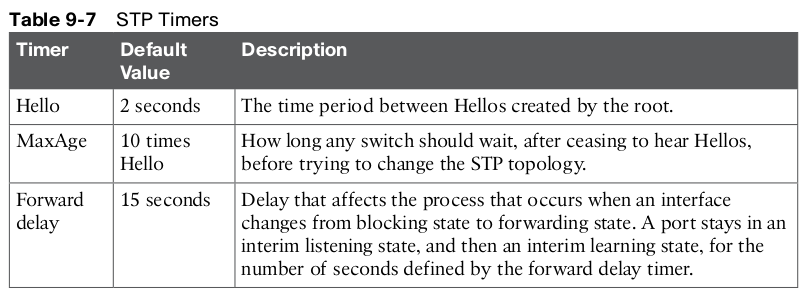 Table 9-7 STP Timers
Timer
Default
Value
Description
Hello
2 seconds
The time period between Hellos created by the root.
MaxAge
10 times
Hello
How long any switch should wait, after ceasing to hear Hellos,
before trying to change the STP topology.
Forward
delay
15 seconds
Delay that affects the process that occurs when an interface
changes from blocking state to forwarding state. A port stays in an
interim listening state, and then an interim learning state, for the
number of seconds defined by the forward delay timer.